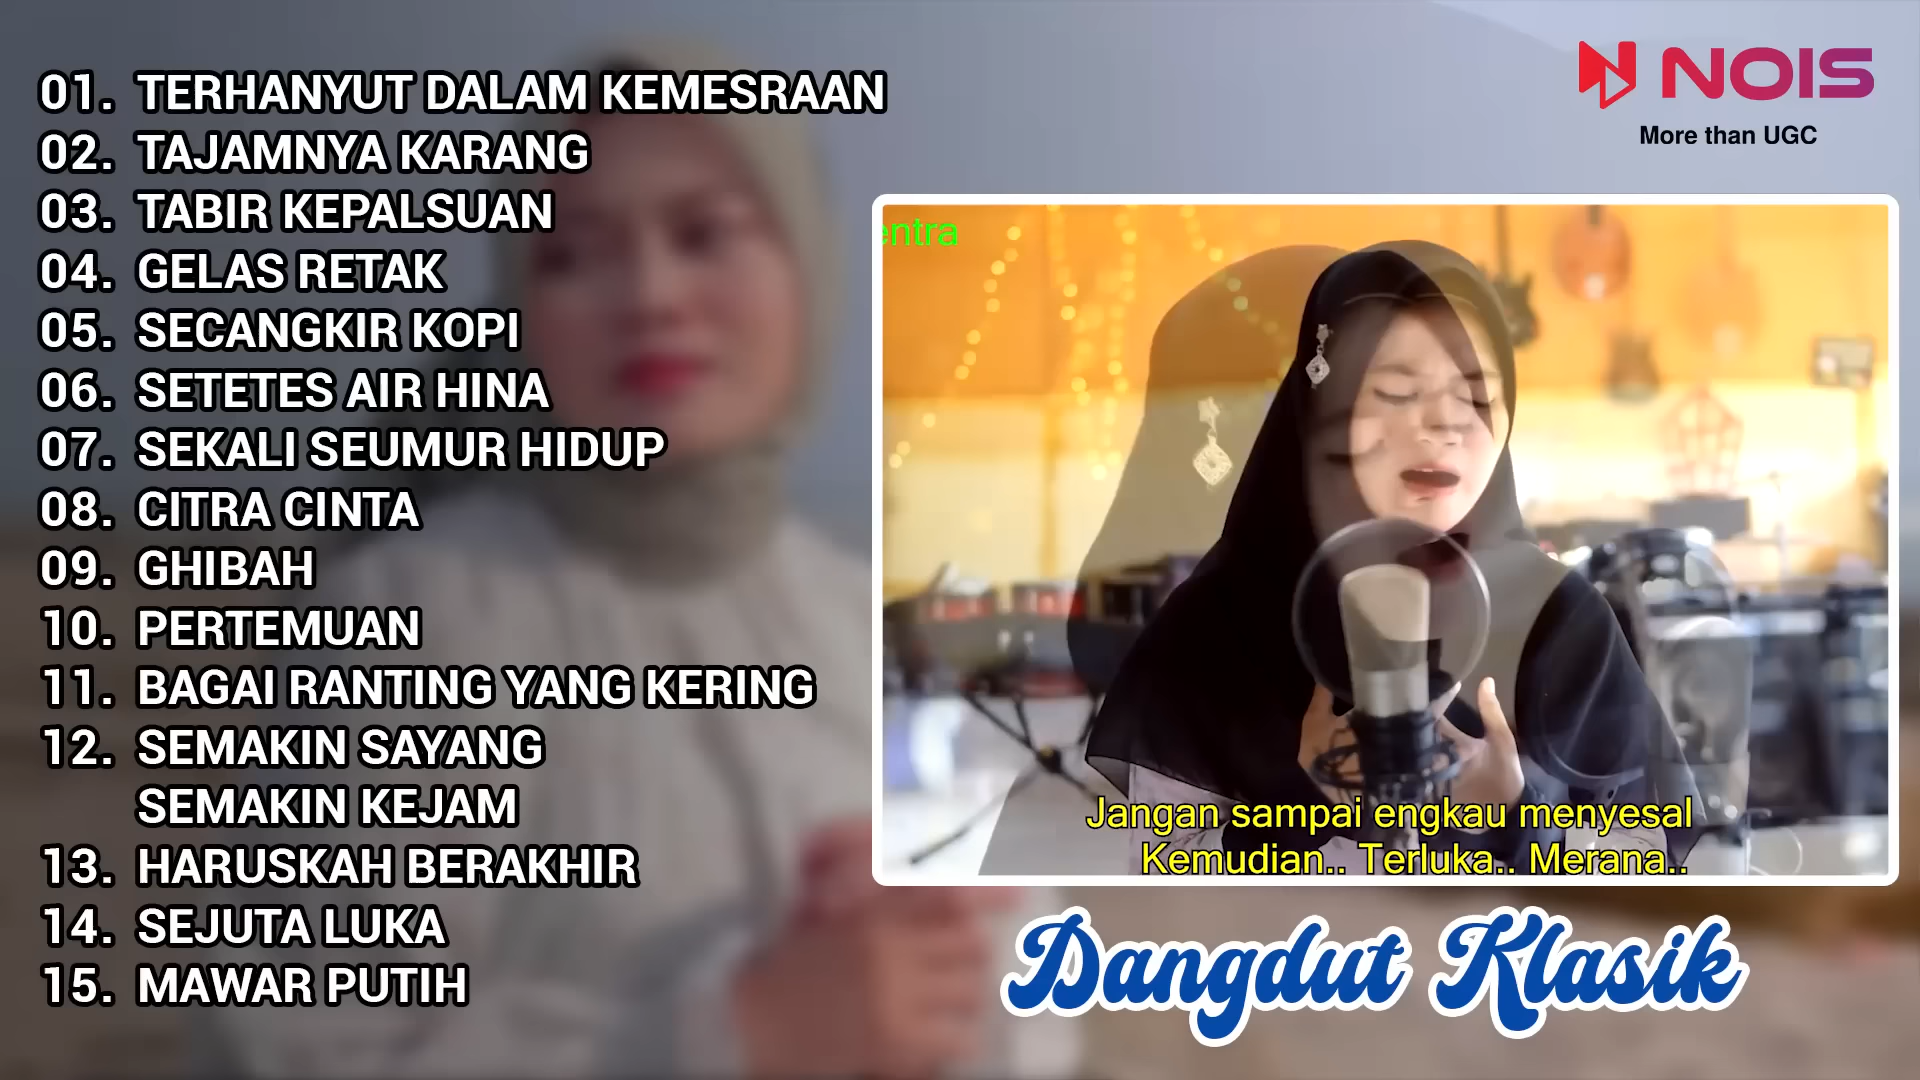 01. TERHANYUT DALAM KEMESRAAN
02. TAJAMNYA KARANG
03. TABIR KEPALSUAN
04. GELAS RETAK
05. SECANGKIR KOPI
06. SETETES AIR HINA
07. SEKALI SEUMUR HIDUP
08. CITRA CINTA
09. GHIBAH
10. PERTEMUAN
11. BAGAI RANTING YANG KERING
12. SEMAKIN SAYANG
SEMAKIN KEJAM
13. HARUSKAH BERAKHIR
14. SEJUTA LUKA
15. MAWAR PUTIH
NOIS
More than UGC
entra
Jangan sampai engkau menyesal
Kemudian.. Terluka.. Merana..
Dangdut Klasik